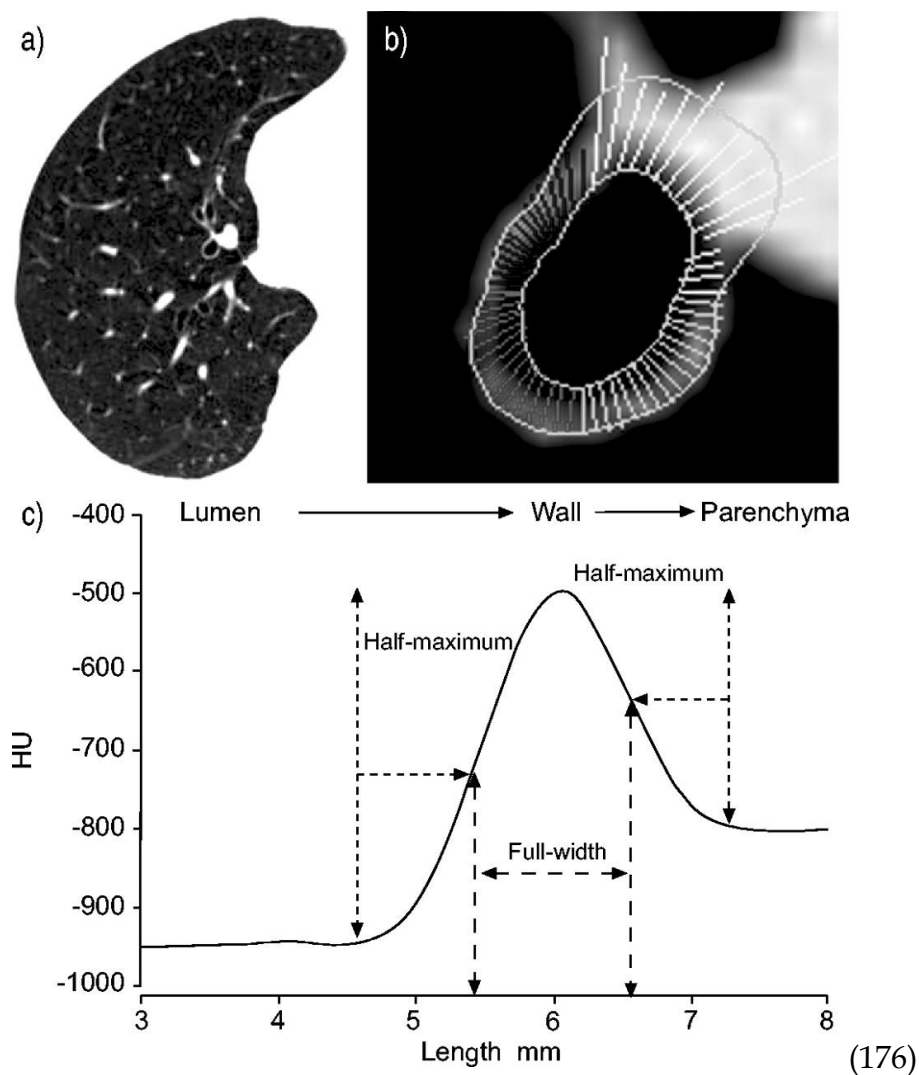 a)
b)
c)
Lumen Wall Parenchyma
-400
-500
-600
-700
-800
-900
-1000
HU
Half-maximum
Half-maximum
Full-width
3 4 5 6 7 8
Length mm
(176)